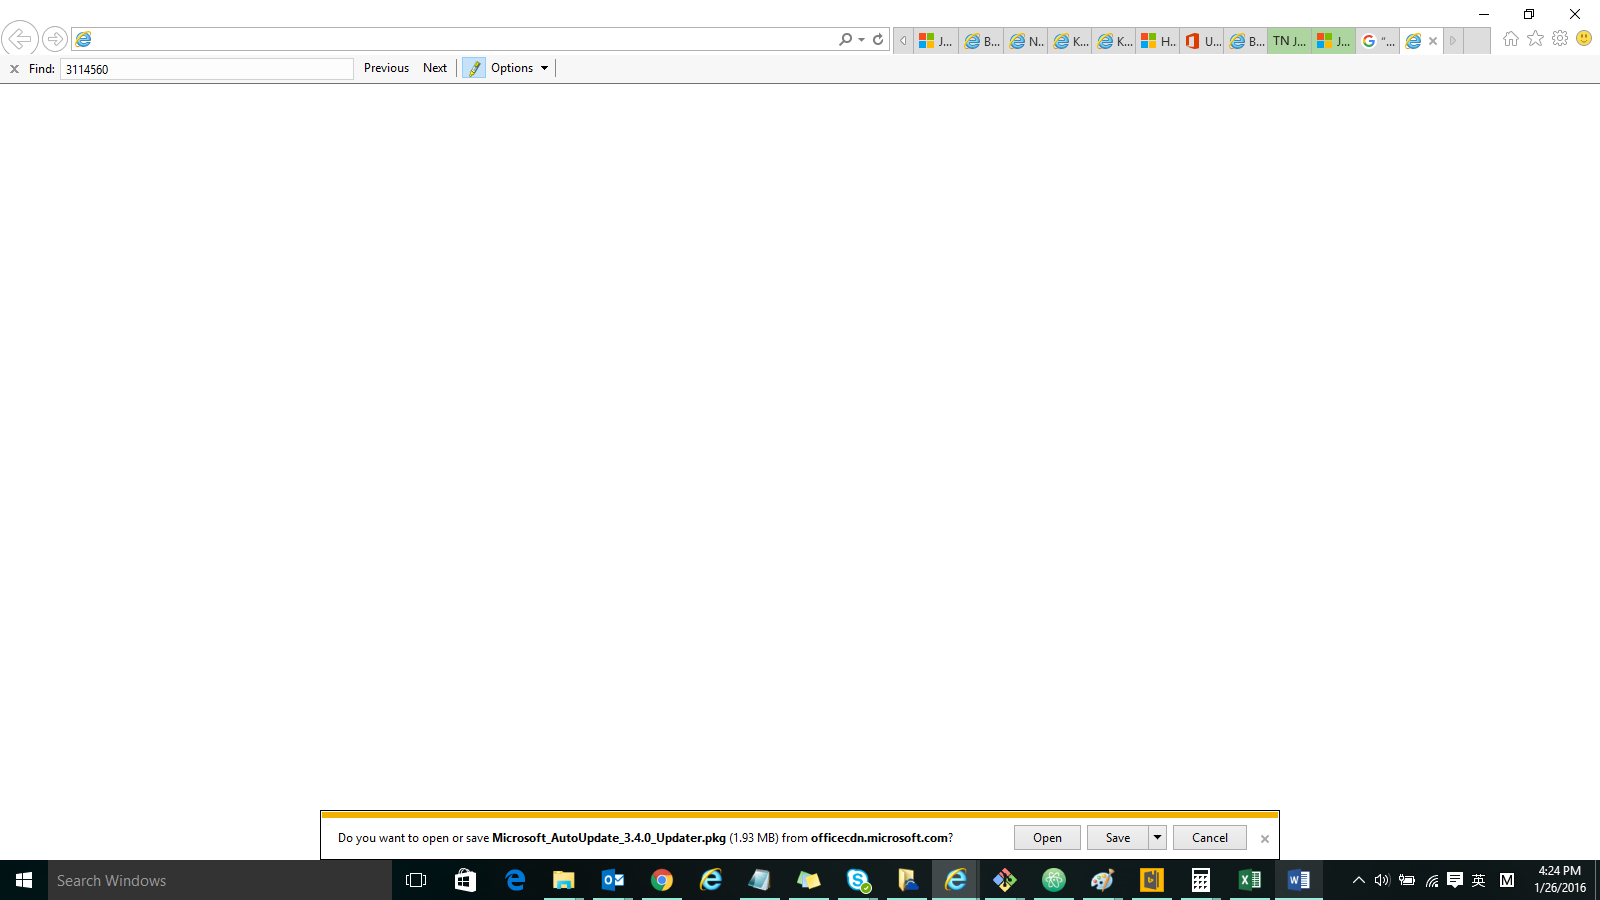 J... B... N.. K... K... H.. U... B... TN J... J... "...
Find: 3114560 Previous Next Options
Do you want to open or save Microsoft_AutoUpdate_3.4.0_Updater.pkg (1.93 MB) from officecdn.microsoft.com? Open Save Cancel
Search Windows
英 M
4:24 PM
1/26/2016